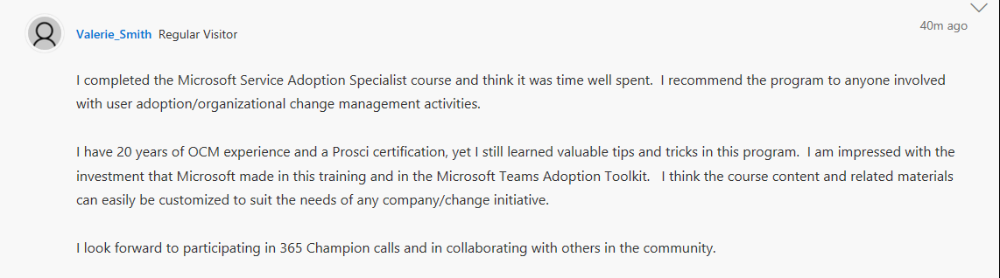 Valerie_Smith Regular Visitor
40m ago
I completed the Microsoft Service Adoption Specialist course and think it was time well spent.  I recommend the program to anyone involved
with user adoption/organizational change management activities.
I have 20 years of OCM experience and a Prosci certification, yet I still learned valuable tips and tricks in this program.  I am impressed with the
investment that Microsoft made in this training and in the Microsoft Teams Adoption Toolkit.   I think the course content and related materials
can easily be customized to suit the needs of any company/change initiative.
I look forward to participating in 365 Champion calls and in collaborating with others in the community.